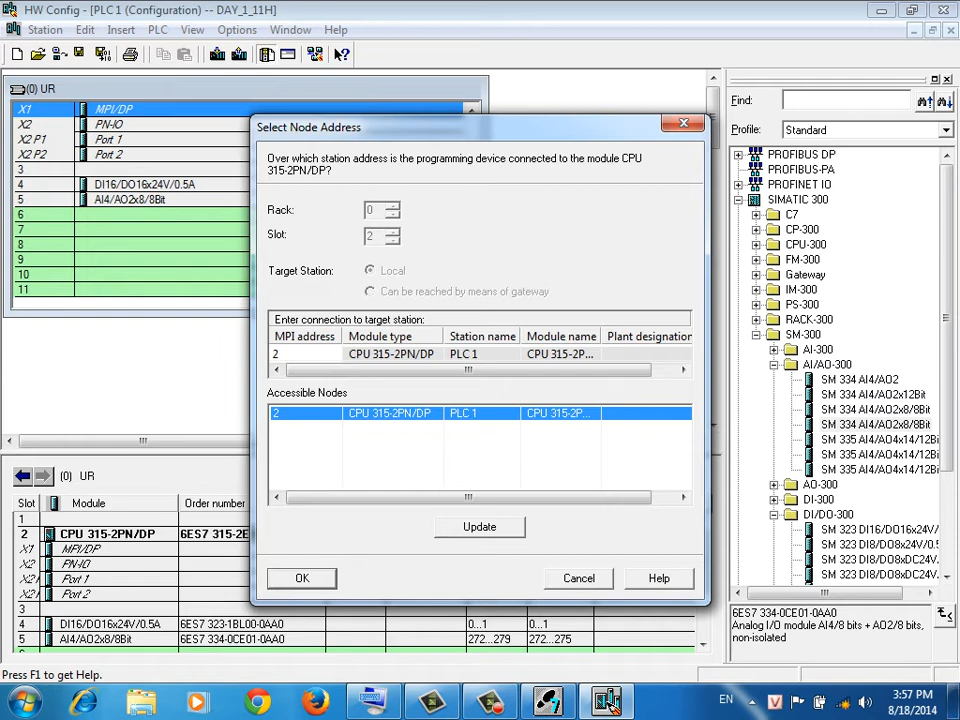 HW Config - [PLC 1 (Configuration) -- DAY_1_11H]
Station Edit Insert PLC View Options Window Help
(0) UR
X1 MPI/DP
X2 PN-IO
X2 P1 Port 1
X2 P2 Port 2
3
4 DI16/DO16x24V/0.5A
5 AI4/AO2x8/8Bit
6
7
8
9
10
11
Select Node Address
Over which station address is the programming device connected to the module CPU
315-2PN/DP?
Rack: 0
Slot: 2
Target Station: Local
Can be reached by means of gateway
Enter connection to target station:
MPI address Module type Station name Module name Plant designation
2 CPU 315-2PN/DP PLC 1 CPU 315-2P...
Accessible Nodes
2 CPU 315-2PN/DP PLC 1 CPU 315-2P...
Update
OK Cancel Help
Find:
Profile: Standard
PROFIBUS DP
PROFIBUS-PA
PROFINET IO
SIMATIC 300
C7
CP-300
CPU-300
FM-300
Gateway
IM-300
PS-300
RACK-300
SM-300
AI-300
AI/AO-300
SM 334 AI4/AO2
SM 334 AI4/AO2x12Bit
SM 334 AI4/AO2x8/8Bit
SM 334 AI4/AO2x8/8Bit
SM 335 AI4/AO4x14/12Bi
SM 335 AI4/AO4x14/12Bi
SM 335 AI4/AO4x14/12Bi
AO-300
DI-300
DI/DO-300
SM 323 DI16/DO16x24V/
SM 323 DI8/DO8x24V/0.5
SM 323 DI8/DO8xDC24V,
SM 323 DI8/DO8xDC24V,
6ES7 334-0CE01-0AA0
Analog I/O module AI4/8 bits + AO2/8 bits,
non-isolated
(0) UR
Slot Module Order number
1
2 CPU 315-2PN/DP 6ES7 315-2E
X1 MPI/DP
X2 PN-IO
X2 Port 1
X2 Port 2
3
4 DI16/DO16x24V/0.5A 6ES7 323-1BL00-0AA0 0...1 0...1
5 AI4/AO2x8/8Bit 6ES7 334-0CE01-0AA0 272...279 272...275
Press F1 to get Help.
EN
3:57 PM
8/18/2014